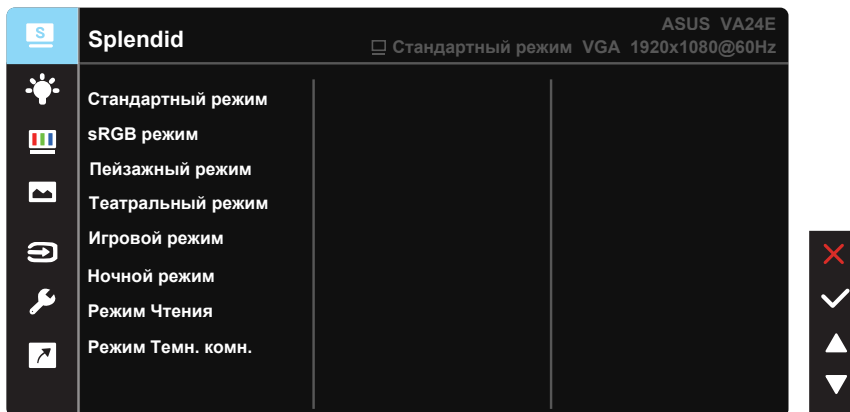 S
Splendid
ASUS VA24E
Стандартный режим VGA 1920x1080@60Hz
Стандартный режим
sRGB режим
Пейзажный режим
Театральный режим
Игровой режим
Ночной режим
Режим Чтения
Режим Темн. комн.